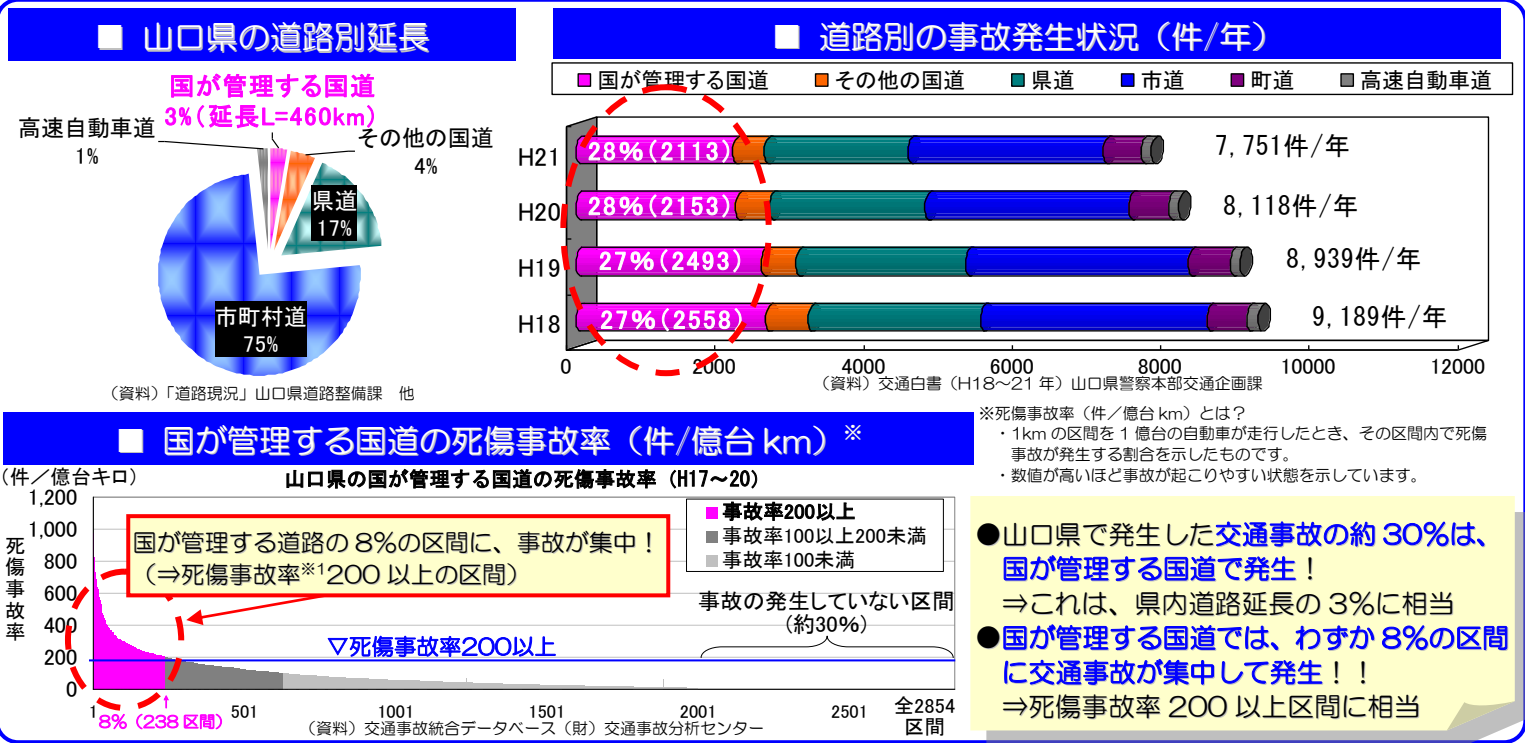 ■ 山口県の道路別延長
国が管理する国道
3%(延長L=460km)
高速自動車道
1%
その他の国道
4%
県道
17%
市町村道
75%
（資料）「道路現況」山口県道路整備課　他
■ 道路別の事故発生状況（件/年）
国が管理する国道 その他の国道 県道 市道 町道 高速自動車道
H21 28%(2113) 7,751件/年
H20 28%(2153) 8,118件/年
H19 27%(2493) 8,939件/年
H18 27%(2558) 9,189件/年
0 2000 4000 6000 8000 10000 12000
（資料）交通白書（H18～21年）山口県警察本部交通企画課
■ 国が管理する国道の死傷事故率（件/億台km）※
※死傷事故率（件／億台km）とは？
・1kmの区間を1億台の自動車が走行したとき、その区間内で死傷
事故が発生する割合を示したものです。
・数値が高いほど事故が起こりやすい状態を示しています。
(件／億台キロ)
山口県の国が管理する国道の死傷事故率（H17～20）
死傷事故率
1,200
1,000
800
600
400
200
0
事故率200以上
事故率100以上200未満
事故率100未満
国が管理する道路の8%の区間に、事故が集中！
（⇒死傷事故率※1200以上の区間）
事故の発生していない区間
(約30%)
▽死傷事故率200以上
1 501 1001 1501 2001 2501 全2854
区間
↑
8%（238区間）
（資料）交通事故統合データベース（財）交通事故分析センター
●山口県で発生した交通事故の約30%は、
国が管理する国道で発生！
⇒これは、県内道路延長の3%に相当
●国が管理する国道では、わずか8%の区間
に交通事故が集中して発生！！
⇒死傷事故率200以上区間に相当